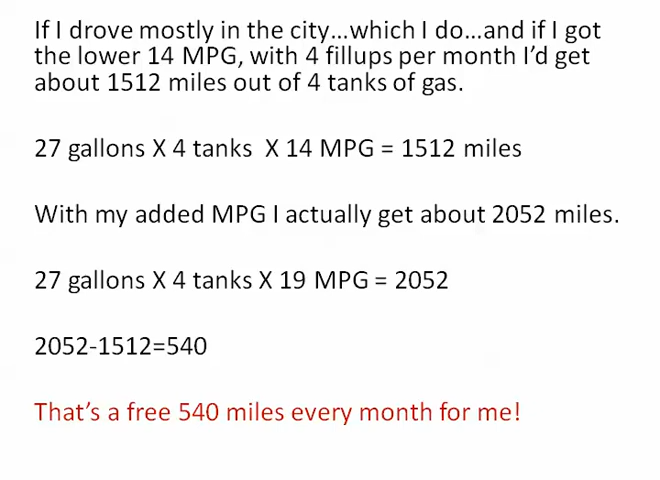 If I drove mostly in the city...which I do...and if I got
the lower 14 MPG, with 4 fillups per month I'd get
about 1512 miles out of 4 tanks of gas.
27 gallons X 4 tanks  X 14 MPG = 1512 miles
With my added MPG I actually get about 2052 miles.
27 gallons X 4 tanks X 19 MPG = 2052
2052-1512=540
That's a free 540 miles every month for me!